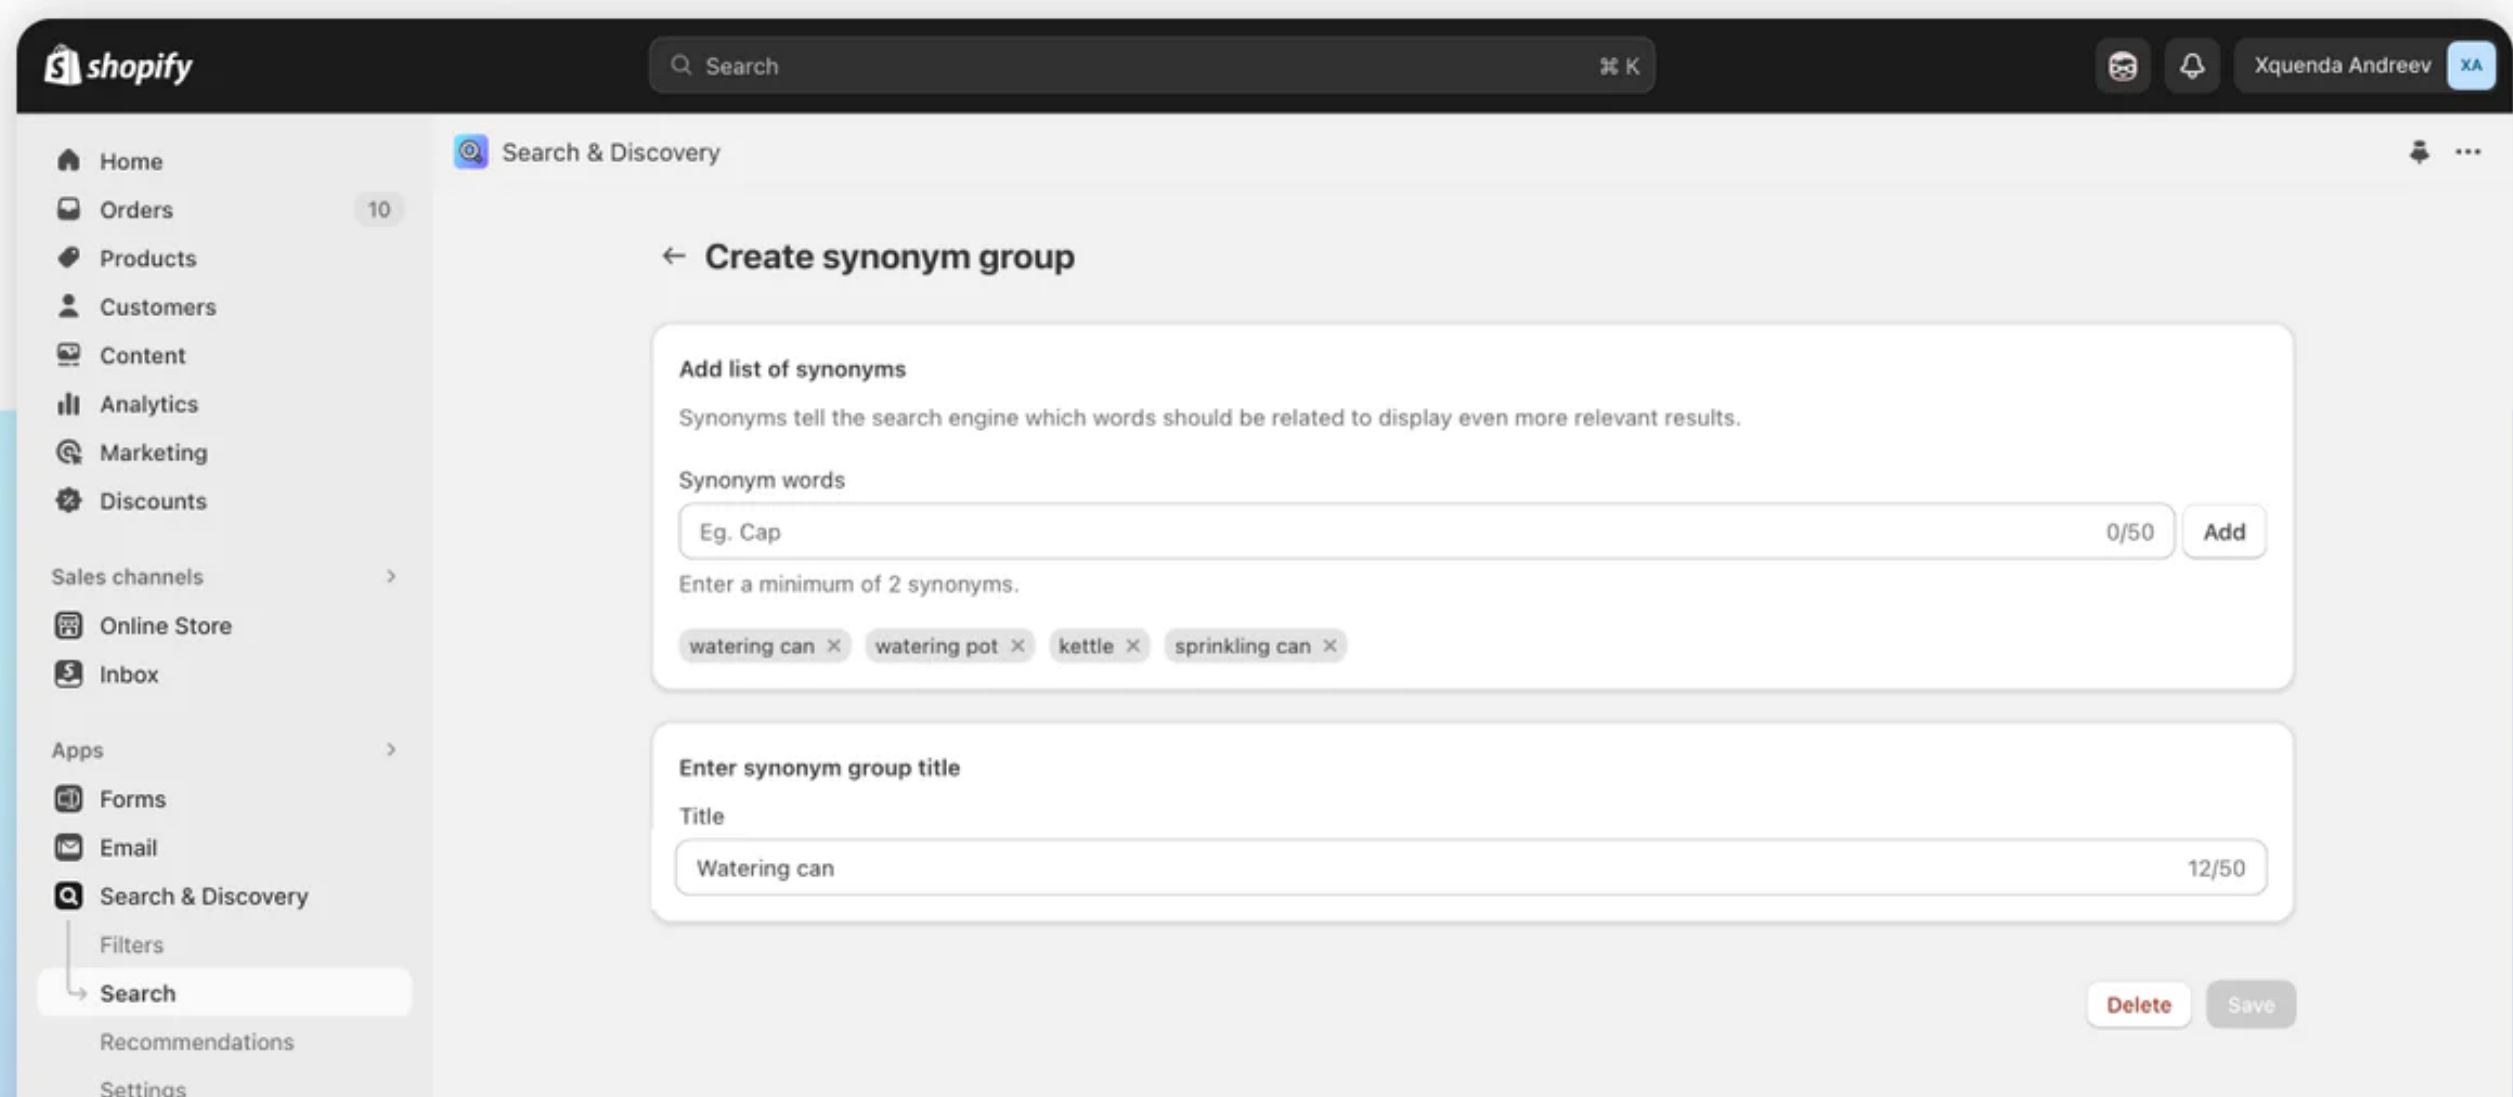 shopify
Search
⌘ K
Xquenda Andreev
XA
Home
Orders
10
Products
Customers
Content
Analytics
Marketing
Discounts
Sales channels
Online Store
Inbox
Apps
Forms
Email
Search & Discovery
Filters
Search
Recommendations
Settings
Search & Discovery
Create synonym group
Add list of synonyms
Synonyms tell the search engine which words should be related to display even more relevant results.
Synonym words
Eg. Cap
0/50
Add
Enter a minimum of 2 synonyms.
watering can watering pot kettle sprinkling can
Enter synonym group title
Title
Watering can
12/50
Delete
Save